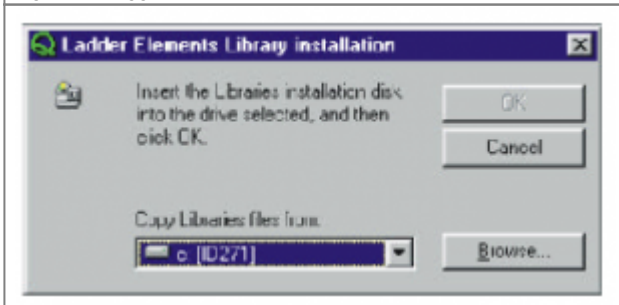 Ladder Elements Library installation
Insert the Libraries installation disk
into the drive selected, and then
click OK.
OK
Cancel
Copy Libraries files from:
c: [ID271]
Browse...